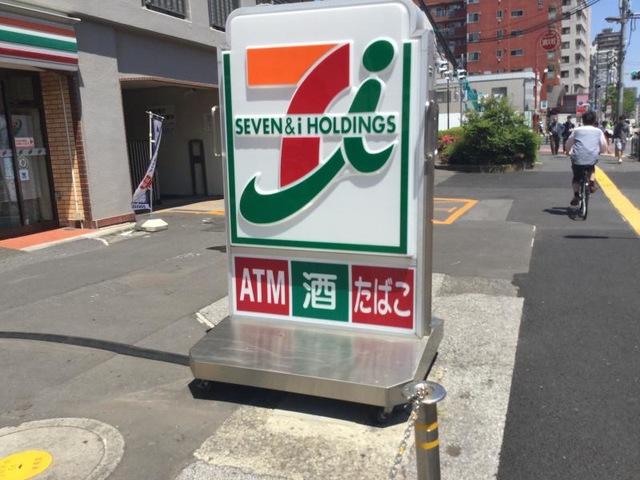 SEVEN&i HOLDINGS
ATM 酒 たばこ